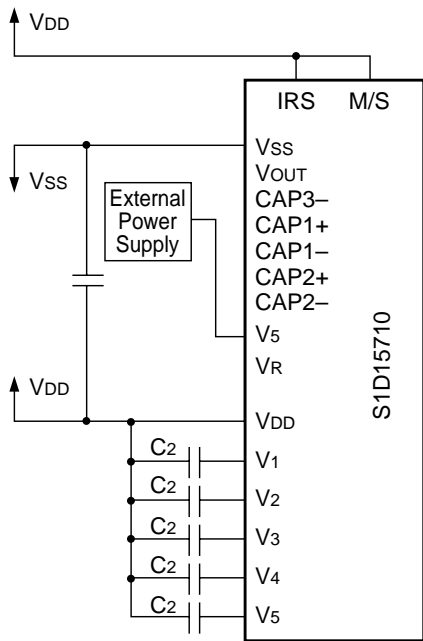 VDD
IRS M/S
VSS
VSS
External
Power
Supply
VOUT
CAP3–
CAP1+
CAP1–
CAP2+
CAP2–
V5
VR
S1D15710
VDD
VDD
C2 V1
C2 V2
C2 V3
C2 V4
C2 V5